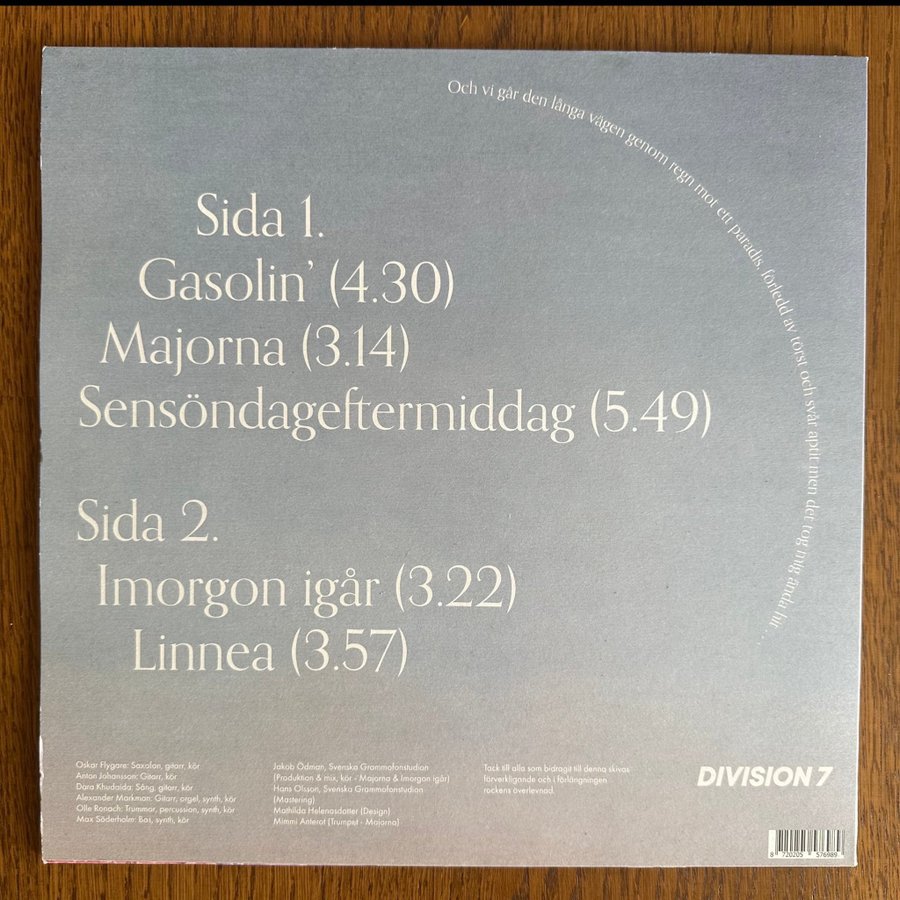 Och vi går den långa vägen genom regn mot ett paradis, förledd av törst och svår aptit men det tog mig ända hit . . .
Sida 1.
Gasolin' (4.30)
Majorna (3.14)
Sensöndageftermiddag (5.49)
Sida 2.
Imorgon igår (3.22)
Linnea (3.57)
Oskar Flygare: Saxofon, gitarr, kör
Anton Johansson: Gitarr, kör
Dara Khudaida: Sång, gitarr, kör
Alexander Markman: Gitarr, orgel, synth, kör
Olle Ronach: Trummor, percussion, synth, kör
Max Söderholm: Bas, synth, kör
Jakob Ödman, Svenska Grammofonstudion
(Produktion & mix, kör - Majorna & Imorgon igår)
Hans Olsson, Svenska Grammofonstudion
(Mastering)
Mathilda Helenasdotter (Design)
Mimmi Anterot (Trumpet - Majorna)
Tack till alla som bidragit till denna skivas
förverkligande och i förlängningen
rockens överlevnad.
DIVISION 7
8 720205 576989